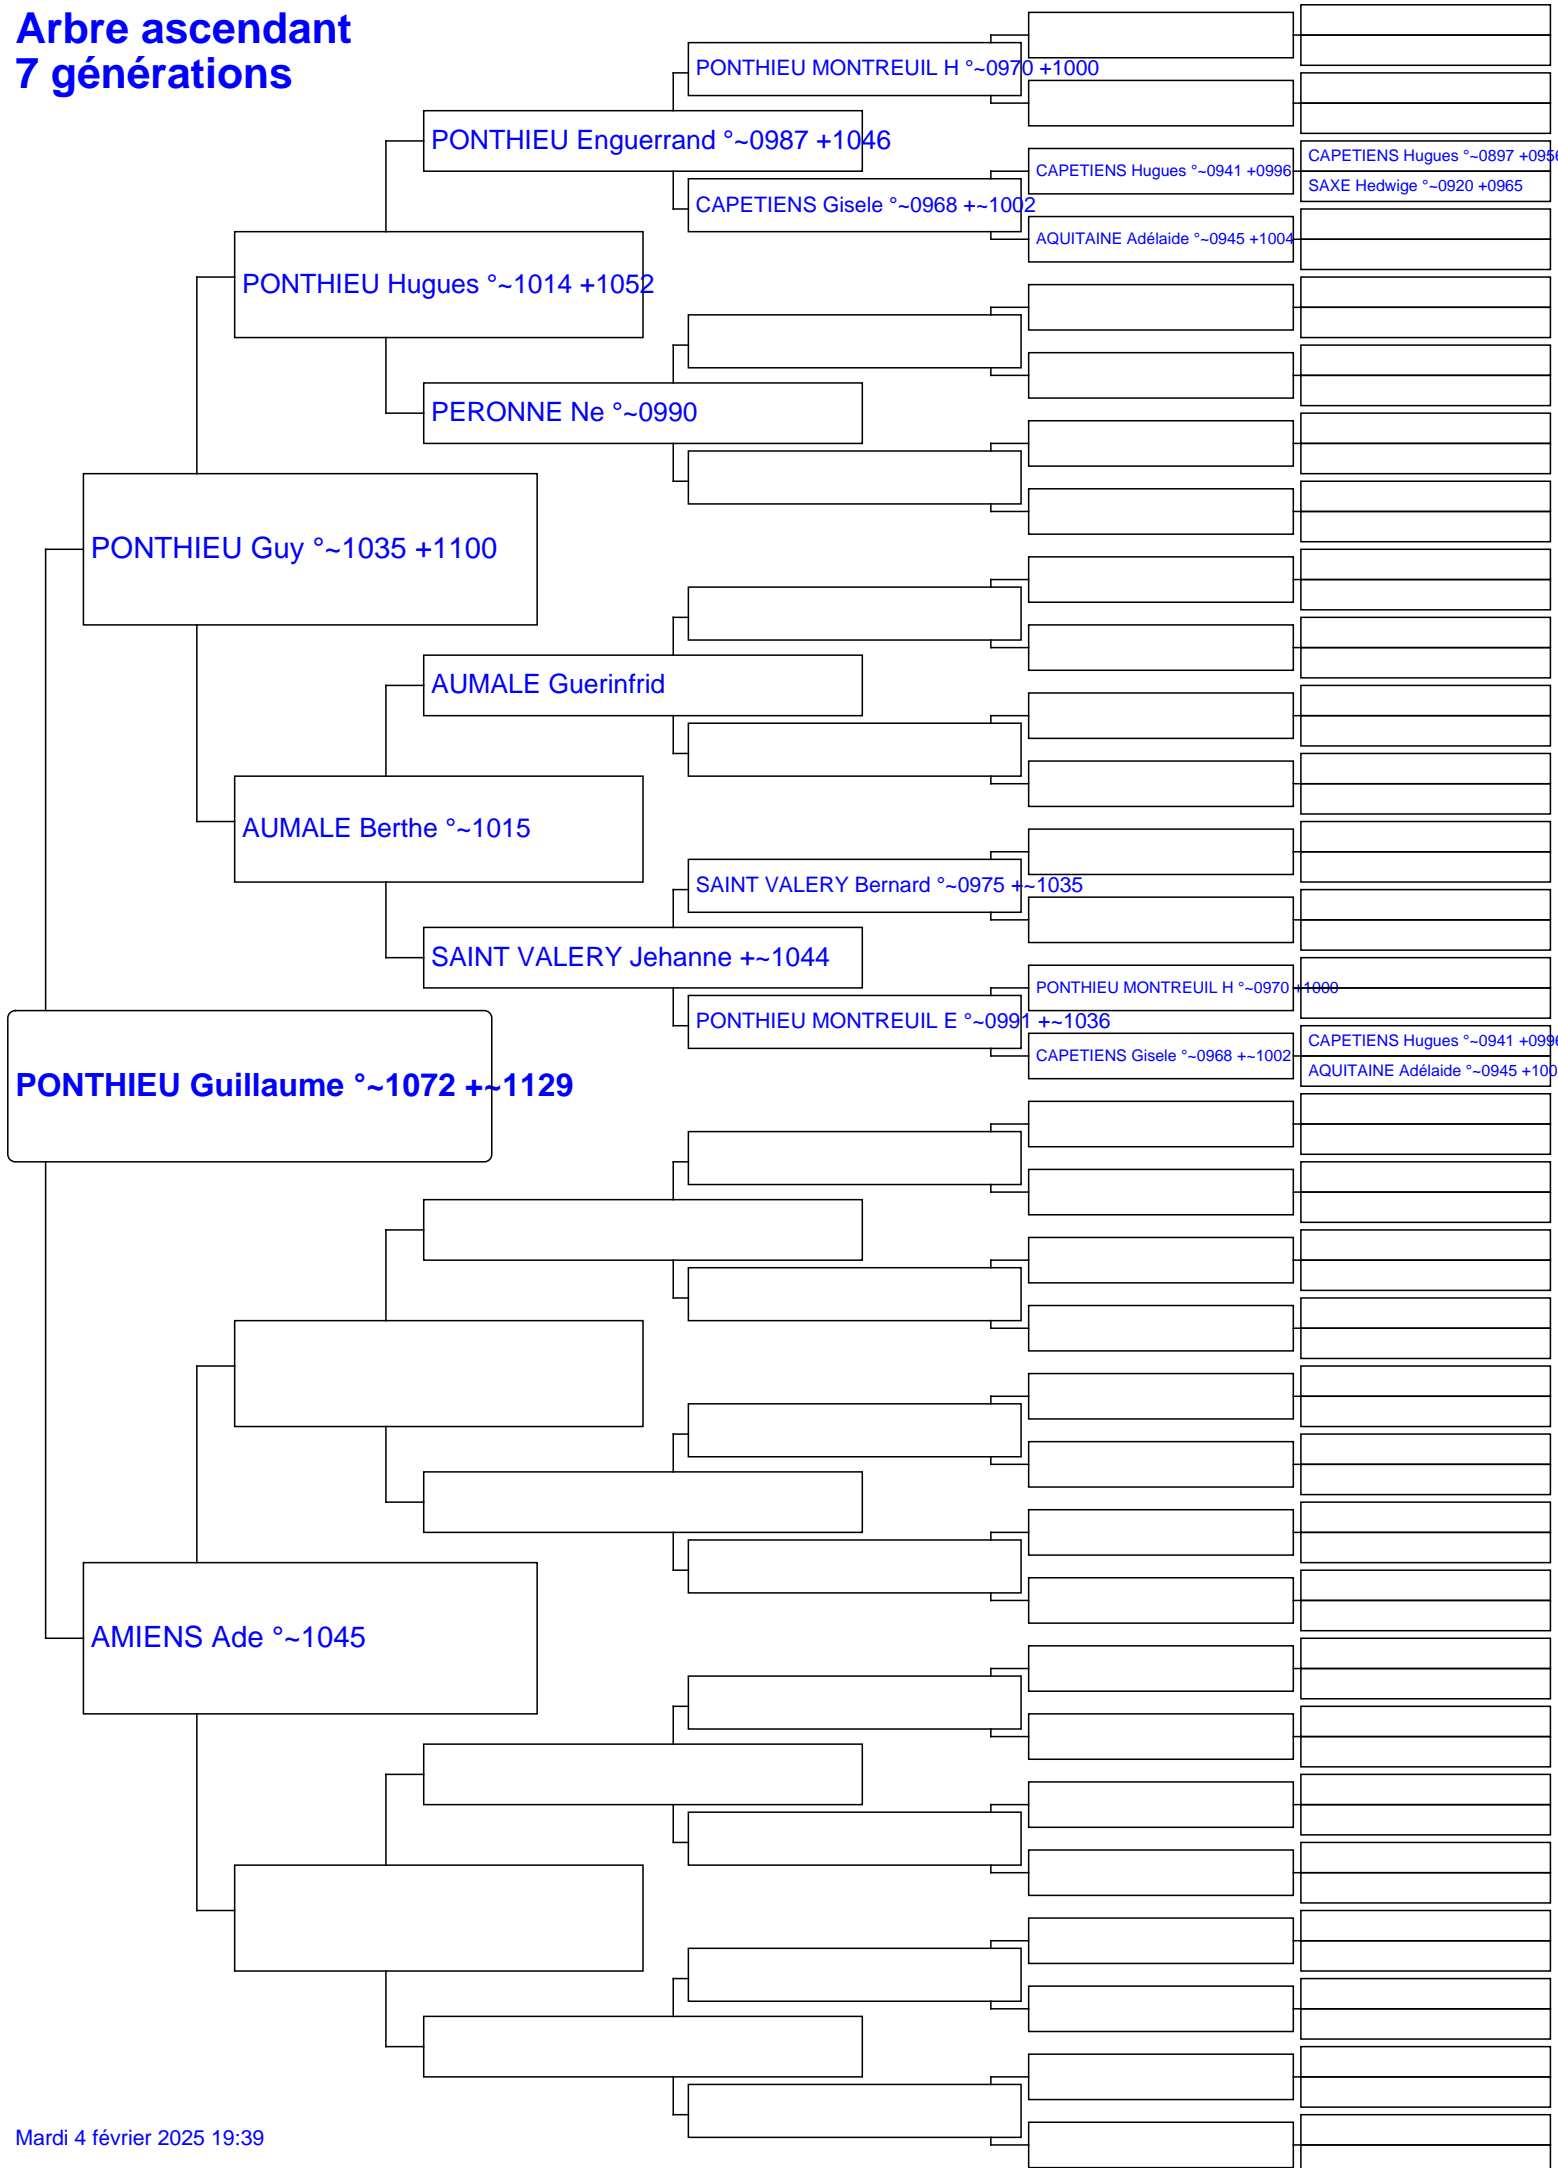 Arbre ascendant
7 générations
PONTHIEU MONTREUIL H °~0970 +1000
PONTHIEU Enguerrand °~0987 +1046
CAPETIENS Hugues °~0897 +0956
CAPETIENS Hugues °~0941 +0996
SAXE Hedwige °~0920 +0965
CAPETIENS Gisele °~0968 +~1002
AQUITAINE Adélaide °~0945 +1004
PONTHIEU Hugues °~1014 +1052
PERONNE Ne °~0990
PONTHIEU Guy °~1035 +1100
AUMALE Guerinfrid
AUMALE Berthe °~1015
SAINT VALERY Bernard °~0975 +~1035
SAINT VALERY Jehanne +~1044
PONTHIEU MONTREUIL H °~0970 +1000
PONTHIEU MONTREUIL E °~0991 +~1036
CAPETIENS Hugues °~0941 +0996
CAPETIENS Gisele °~0968 +~1002
AQUITAINE Adélaide °~0945 +100
PONTHIEU Guillaume °~1072 +~1129
AMIENS Ade °~1045
Mardi 4 février 2025 19:39